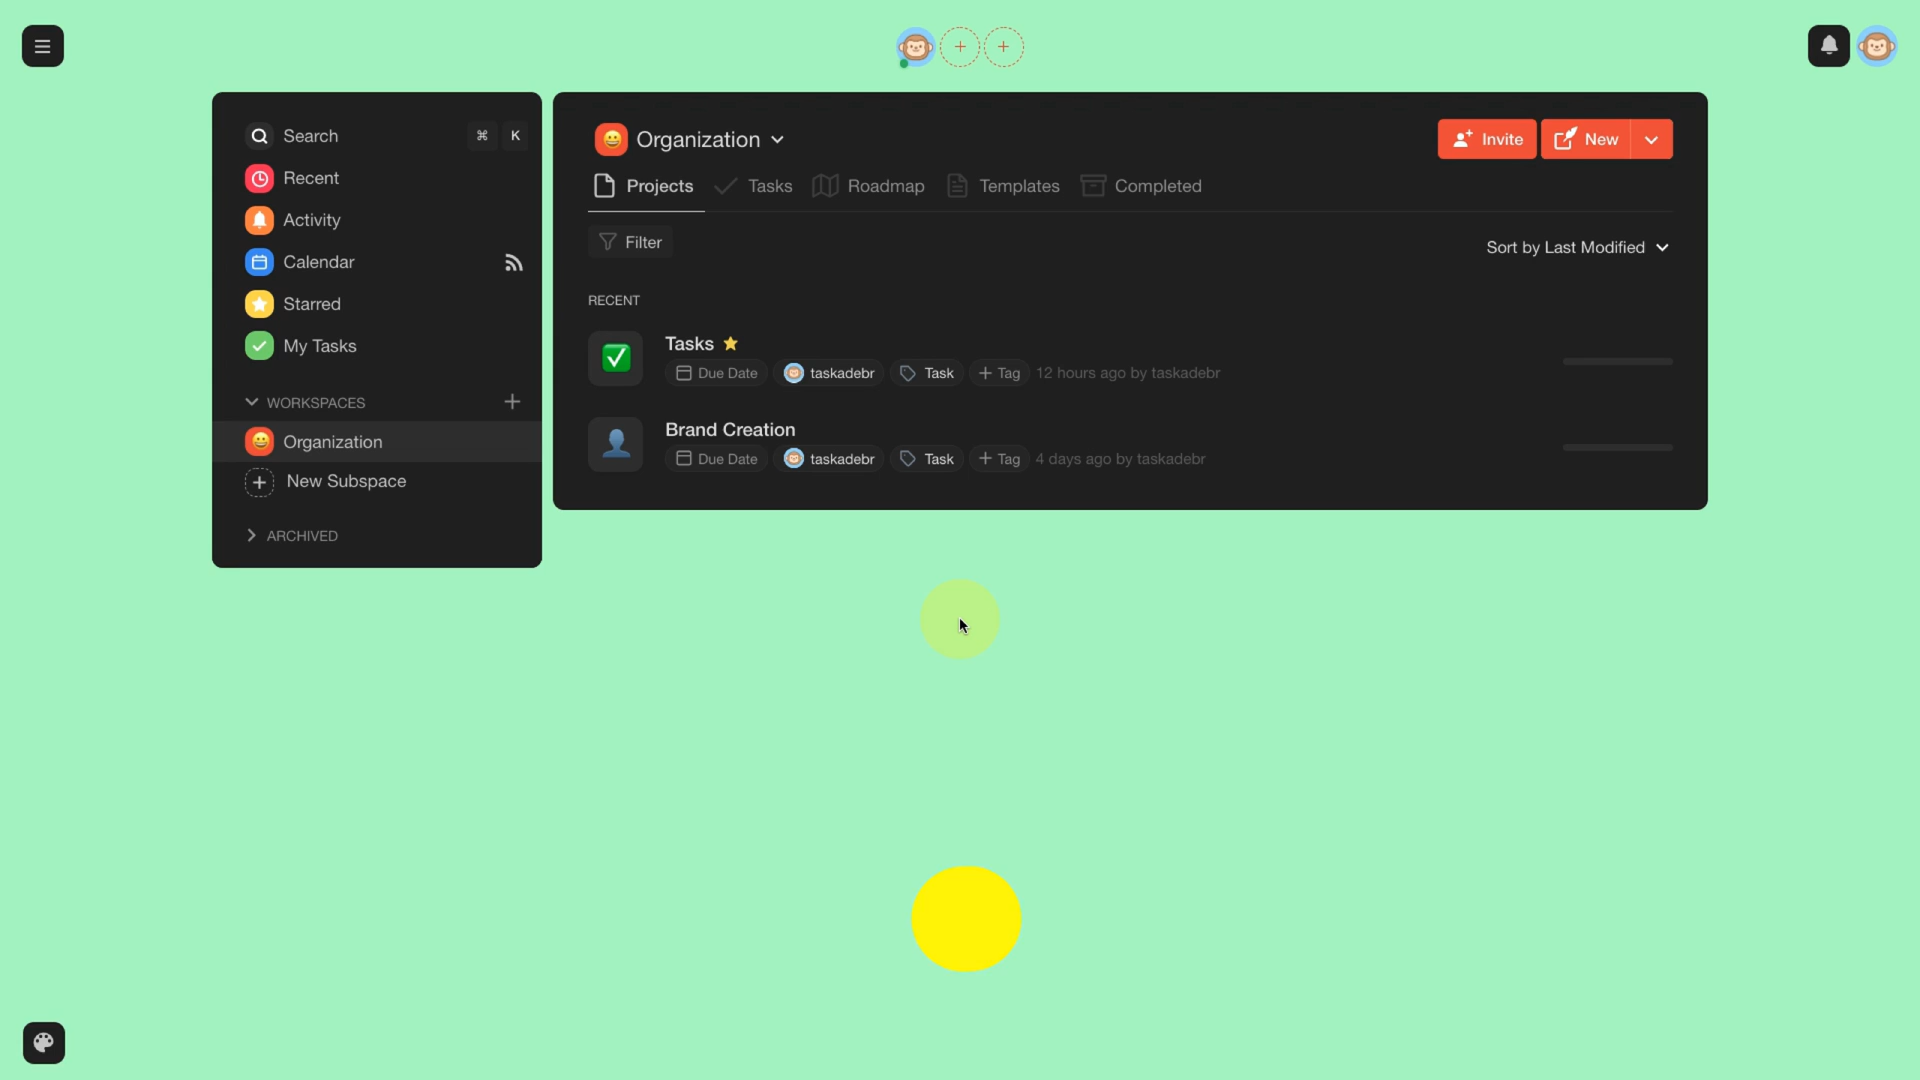 Search ⌘ K
Recent
Activity
Calendar
Starred
My Tasks
WORKSPACES
Organization
New Subspace
ARCHIVED
Organization
Invite
New
Projects
Tasks
Roadmap
Templates
Completed
Filter
Sort by Last Modified
RECENT
Tasks
Due Date taskadebr Task + Tag 12 hours ago by taskadebr
Brand Creation
Due Date taskadebr Task + Tag 4 days ago by taskadebr